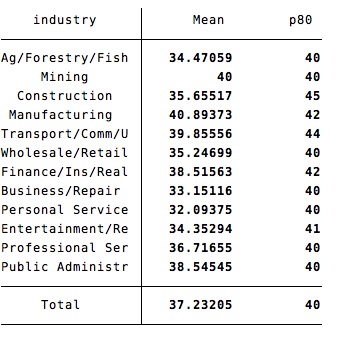 industry Mean p80
Ag/Forestry/Fish 34.47059 40
Mining 40 40
Construction 35.65517 45
Manufacturing 40.89373 42
Transport/Comm/U 39.85556 44
Wholesale/Retail 35.24699 40
Finance/Ins/Real 38.51563 42
Business/Repair 33.15116 40
Personal Service 32.09375 40
Entertainment/Re 34.35294 41
Professional Ser 36.71655 40
Public Administr 38.54545 40
Total 37.23205 40